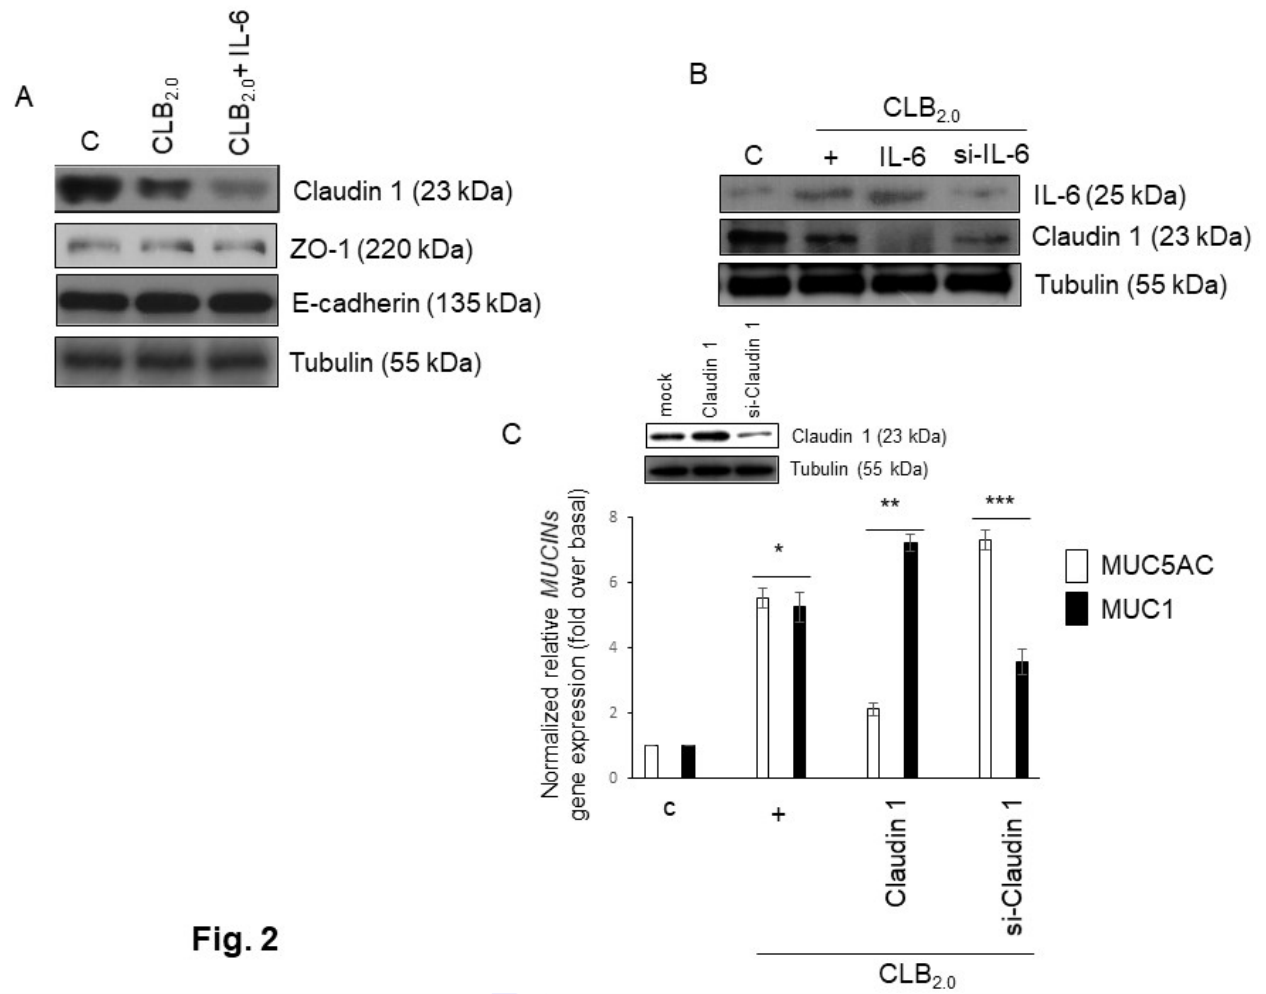 A
C
CLB2.0
CLB2.0+ IL-6
Claudin 1 (23 kDa)
ZO-1 (220 kDa)
E-cadherin (135 kDa)
Tubulin (55 kDa)
B
CLB2.0
C + IL-6 si-IL-6
IL-6 (25 kDa)
Claudin 1 (23 kDa)
Tubulin (55 kDa)
C
mock
Claudin 1
si-Claudin 1
Claudin 1 (23 kDa)
Tubulin (55 kDa)
Normalized relative MUCINs
gene expression (fold over basal)
8
6
4
2
0
*
**
***
MUC5AC
MUC1
c
+
Claudin 1
si-Claudin 1
CLB2.0
Fig. 2